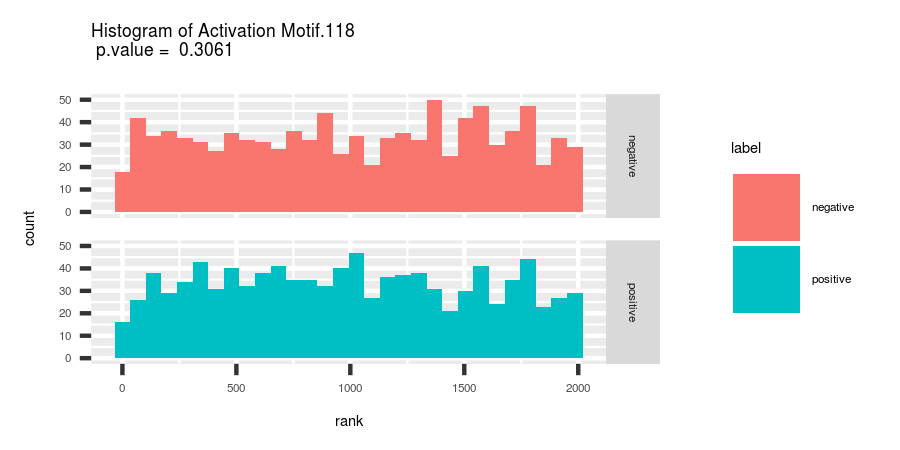 Histogram of Activation Motif.118
p.value =  0.3061
count
50
40
30
20
10
0
negative
50
40
30
20
10
0
positive
0 500 1000 1500 2000
rank
label
negative
positive